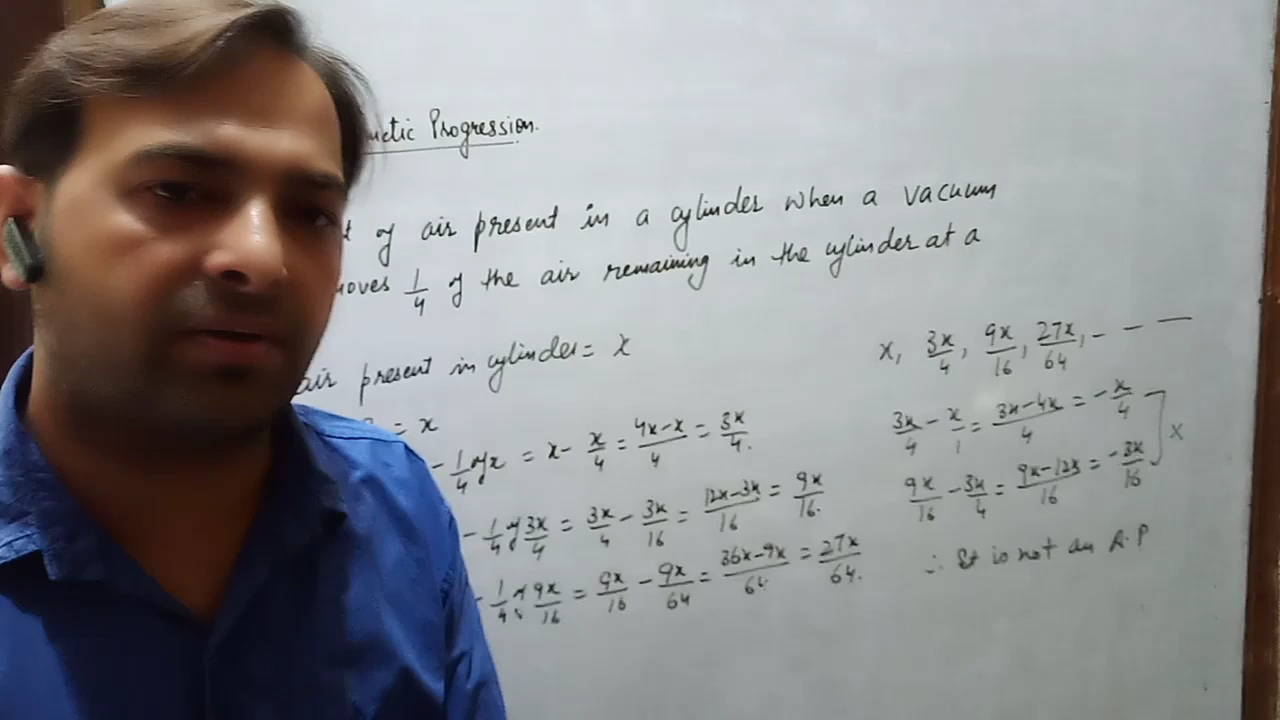 Progression.
of air present in a cylinder when a vacuum
1/4 of the air remaining in the cylinder at a
air present in cylinder = x
= x
- 1/4 of x = x - x/4 = (4x-x)/4 = 3x/4.
- 1/4 of 3x/4 = 3x/4 - 3x/16 = (12x-3x)/16 = 9x/16.
- 1/4 of 9x/16 = 9x/16 - 9x/64 = (36x-9x)/64 = 27x/64.
x, 3x/4, 9x/16, 27x/64, - - -
3x/4 - x/1 = (3x-4x)/4 = -x/4
9x/16 - 3x/4 = (9x-12x)/16 = -3x/16
x
∴ It is not an A.P